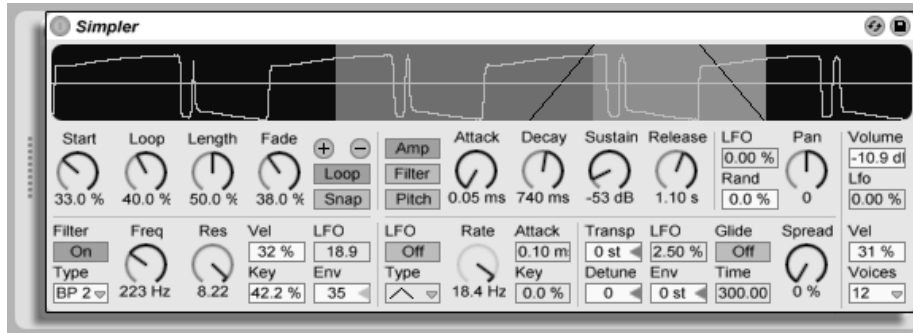 Simpler
Start Loop Length Fade
33.0 % 40.0 % 50.0 % 38.0 %
Loop
Snap
Amp
Filter
Pitch
Attack Decay Sustain Release
0.05 ms 740 ms -53 dB 1.10 s
LFO
0.00 %
Rand
0.0 %
Pan
0
Volume
-10.9 dB
Lfo
0.00 %
Filter
On
Type
BP 2
Freq
223 Hz
Res
8.22
Vel
32 %
Key
42.2 %
LFO
18.9
Env
35
LFO
Off
Type
Rate
18.4 Hz
Attack
0.10 m
Key
0.0 %
Transp
0 st
Detune
0
LFO
2.50 %
Env
0 st
Glide
Off
Time
300.00
Spread
0 %
Vel
31 %
Voices
12